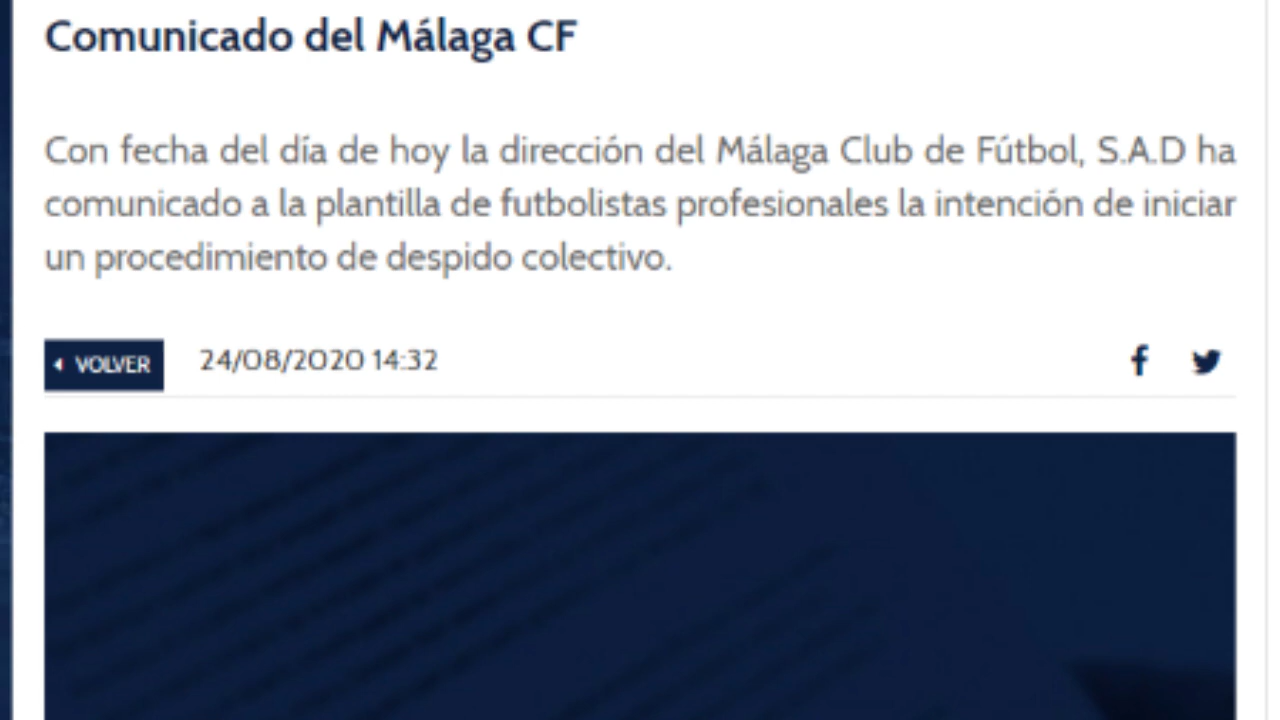 Comunicado del Málaga CF
Con fecha del día de hoy la dirección del Málaga Club de Fútbol, S.A.D ha
comunicado a la plantilla de futbolistas profesionales la intención de iniciar
un procedimiento de despido colectivo.
VOLVER 24/08/2020 14:32